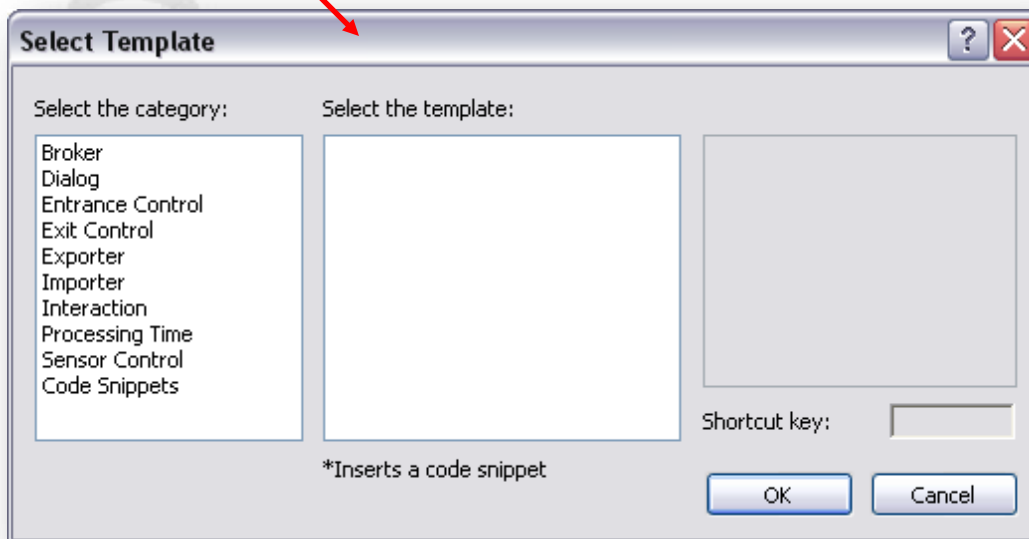 Select Template
?
Select the category:
Select the template:
Broker
Dialog
Entrance Control
Exit Control
Exporter
Importer
Interaction
Processing Time
Sensor Control
Code Snippets
Shortcut key:
*Inserts a code snippet
OK
Cancel